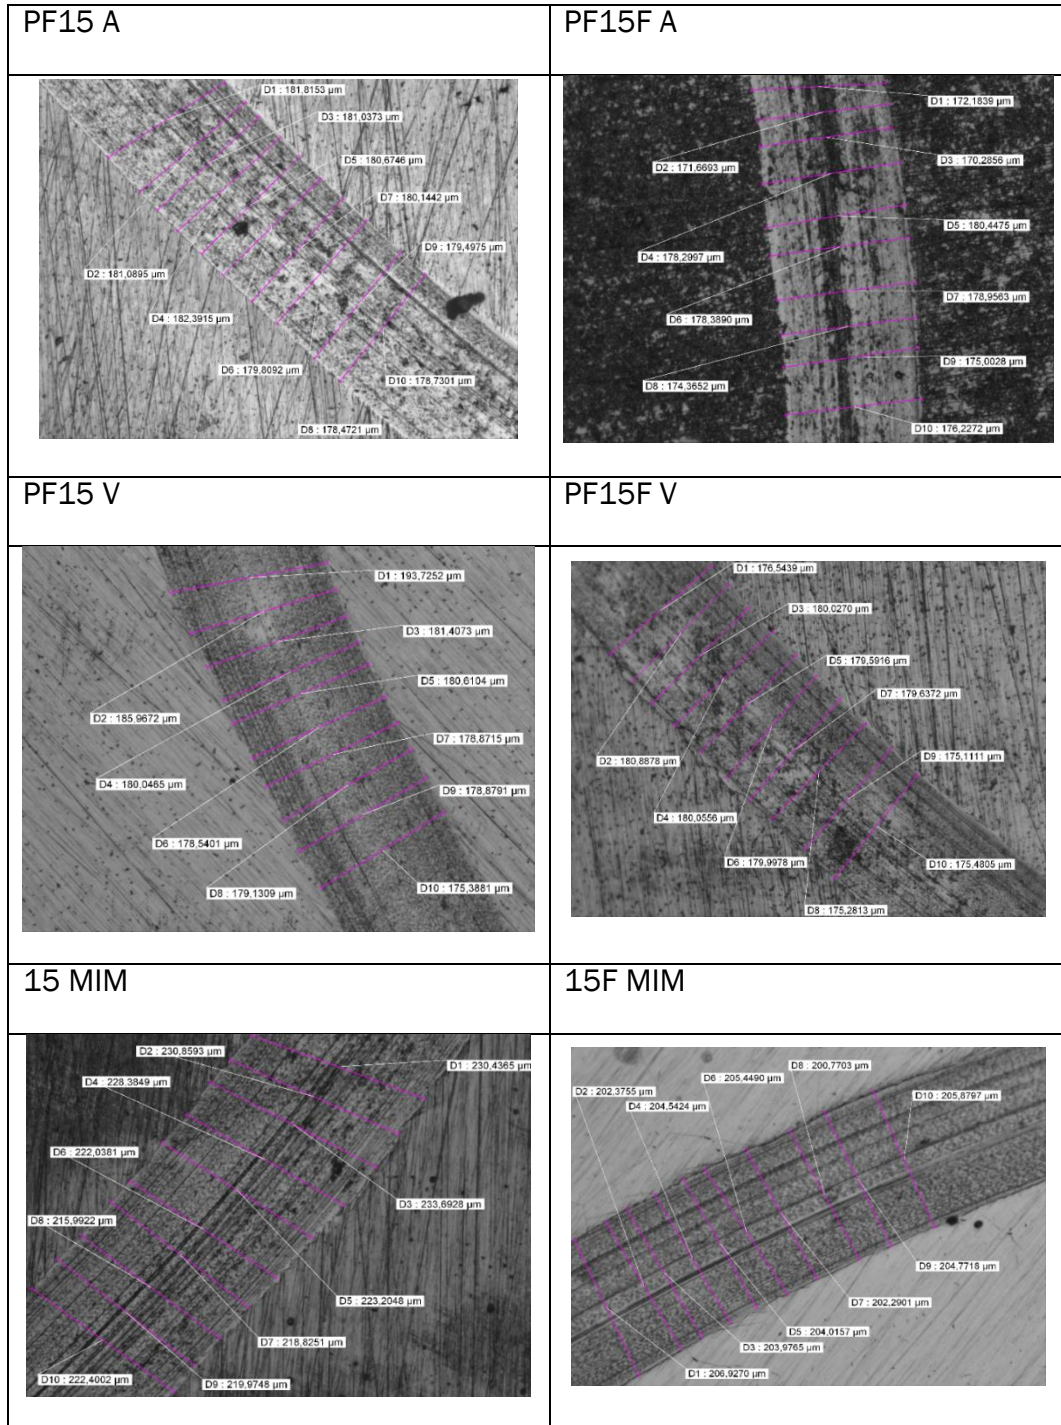 PF15 A
D1 : 181,8153 µm
D3 : 181,0373 µm
D5 : 180,6746 µm
D7 : 180,1442 µm
D9 : 179,4975 µm
D2 : 181,0895 µm
D4 : 182,3915 µm
D6 : 179,8092 µm
D10 : 178,7301 µm
D8 : 178,4721 µm
PF15F A
D1 : 172,1839 µm
D3 : 170,2856 µm
D2 : 171,6693 µm
D5 : 180,4475 µm
D4 : 178,2997 µm
D7 : 178,9563 µm
D6 : 178,3890 µm
D9 : 175,0028 µm
D8 : 174,3652 µm
D10 : 176,2272 µm
PF15 V
D1 : 193,7252 µm
D3 : 181,4073 µm
D5 : 180,6104 µm
D2 : 185,9672 µm
D7 : 178,8715 µm
D4 : 180,0465 µm
D9 : 178,8791 µm
D6 : 178,5401 µm
D10 : 175,3881 µm
D8 : 179,1309 µm
PF15F V
D1 : 176,5439 µm
D3 : 180,0270 µm
D5 : 179,5916 µm
D7 : 179,6372 µm
D9 : 175,1111 µm
D2 : 180,8878 µm
D4 : 180,0556 µm
D6 : 179,9978 µm
D10 : 175,4805 µm
D8 : 175,2813 µm
15 MIM
D2 : 230,8593 µm
D1 : 230,4365 µm
D4 : 228,3849 µm
D6 : 222,0381 µm
D3 : 233,6928 µm
D8 : 215,9922 µm
D5 : 223,2048 µm
D7 : 218,8251 µm
D10 : 222,4002 µm
D9 : 219,9748 µm
15F MIM
D8 : 200,7703 µm
D6 : 205,4490 µm
D2 : 202,3755 µm
D10 : 205,8797 µm
D4 : 204,5424 µm
D9 : 204,7718 µm
D7 : 202,2901 µm
D5 : 204,0157 µm
D3 : 203,9765 µm
D1 : 206,9270 µm